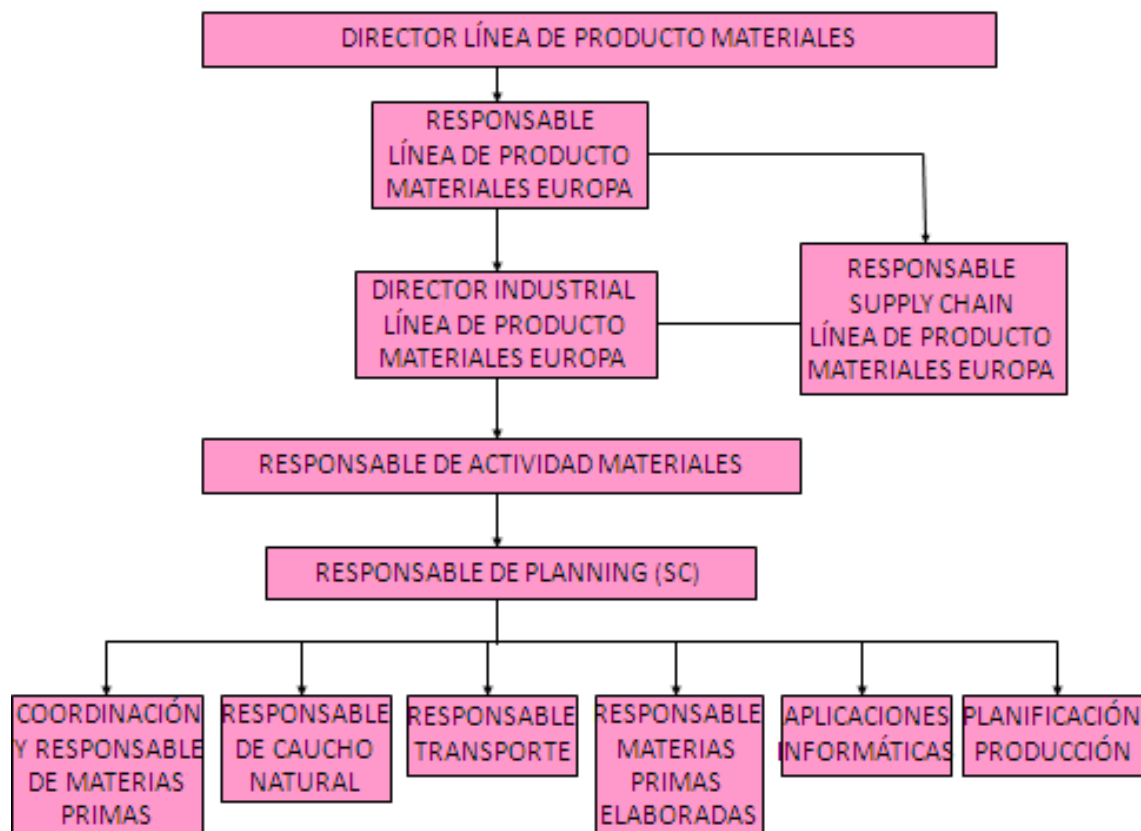 DIRECTOR LÍNEA DE PRODUCTO MATERIALES
RESPONSABLE
LÍNEA DE PRODUCTO
MATERIALES EUROPA
DIRECTOR INDUSTRIAL
LÍNEA DE PRODUCTO
MATERIALES EUROPA
RESPONSABLE
SUPPLY CHAIN
LÍNEA DE PRODUCTO
MATERIALES EUROPA
RESPONSABLE DE ACTIVIDAD MATERIALES
RESPONSABLE DE PLANNING (SC)
COORDINACIÓN
Y RESPONSABLE
DE MATERIAS
PRIMAS
RESPONSABLE
DE CAUCHO
NATURAL
RESPONSABLE
TRANSPORTE
RESPONSABLE
MATERIAS
PRIMAS
ELABORADAS
APLICACIONES
INFORMÁTICAS
PLANIFICACIÓN
PRODUCCIÓN